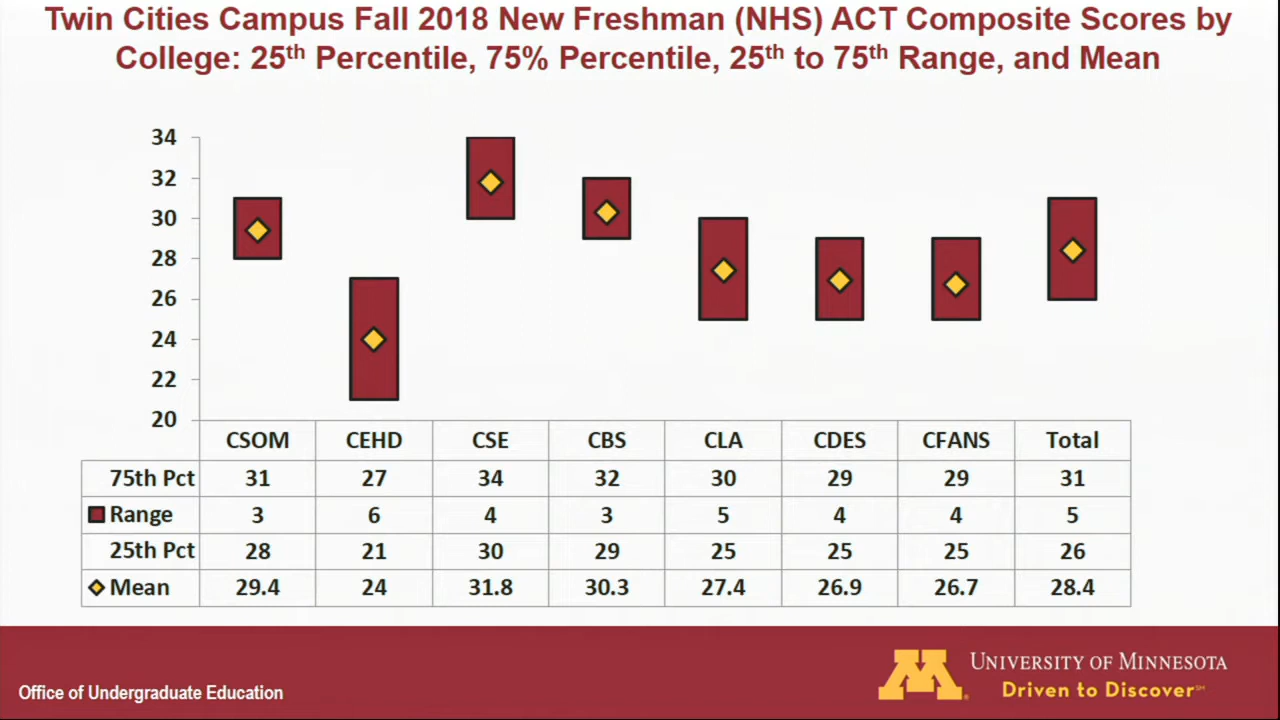 Twin Cities Campus Fall 2018 New Freshman (NHS) ACT Composite Scores by
College: 25th Percentile, 75% Percentile, 25th to 75th Range, and Mean
34
32
30
28
26
24
22
20
CSOM CEHD CSE CBS CLA CDES CFANS Total
75th Pct 31 27 34 32 30 29 29 31
Range 3 6 4 3 5 4 4 5
25th Pct 28 21 30 29 25 25 25 26
Mean 29.4 24 31.8 30.3 27.4 26.9 26.7 28.4
Office of Undergraduate Education
M®
UNIVERSITY OF MINNESOTA
Driven to Discover℠